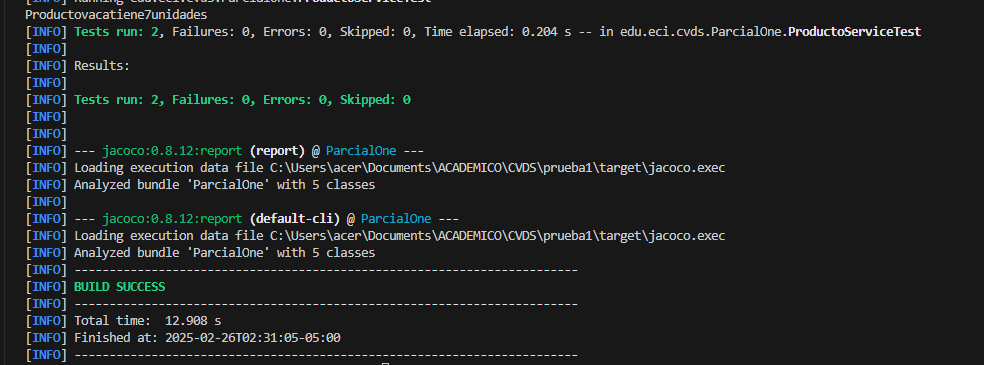 Productovacatiene7unidades
[INFO] Tests run: 2, Failures: 0, Errors: 0, Skipped: 0, Time elapsed: 0.204 s -- in edu.eci.cvds.ParcialOne.ProductoServiceTest
[INFO]
[INFO] Results:
[INFO]
[INFO] Tests run: 2, Failures: 0, Errors: 0, Skipped: 0
[INFO]
[INFO]
[INFO] --- jacoco:0.8.12:report (report) @ ParcialOne ---
[INFO] Loading execution data file C:\Users\acer\Documents\ACADEMICO\CVDS\prueba1\target\jacoco.exec
[INFO] Analyzed bundle 'ParcialOne' with 5 classes
[INFO]
[INFO] --- jacoco:0.8.12:report (default-cli) @ ParcialOne ---
[INFO] Loading execution data file C:\Users\acer\Documents\ACADEMICO\CVDS\prueba1\target\jacoco.exec
[INFO] Analyzed bundle 'ParcialOne' with 5 classes
[INFO] ------------------------------------------------------------------------
[INFO] BUILD SUCCESS
[INFO] ------------------------------------------------------------------------
[INFO] Total time:  12.908 s
[INFO] Finished at: 2025-02-26T02:31:05-05:00
[INFO] ------------------------------------------------------------------------